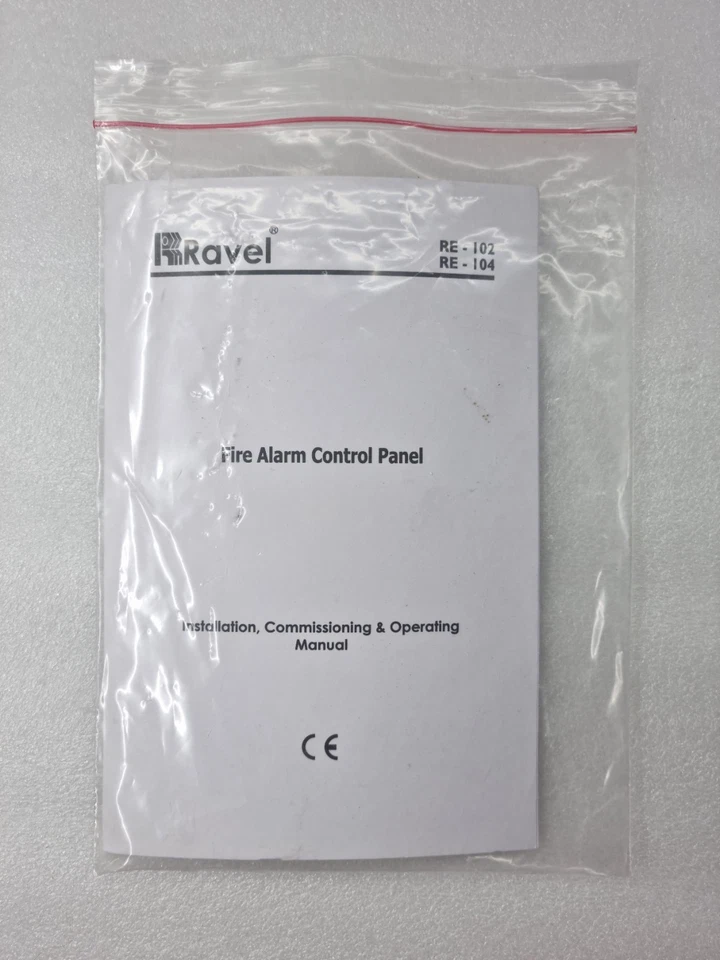 Ravel®
RE - 102
RE - 104
Fire Alarm Control Panel
Installation, Commissioning & Operating
Manual
CE